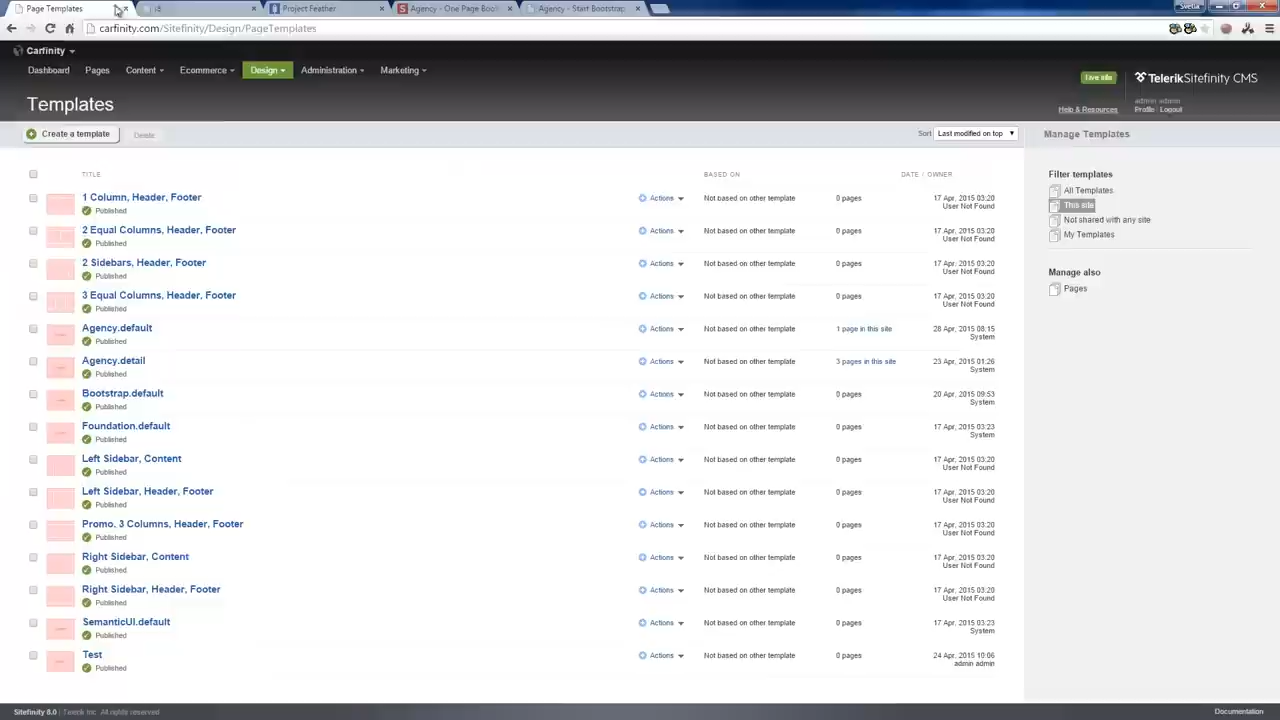 Page Templates
i8
Project Feather
Agency - One Page Boo
Agency - Start Bootstrap
Svetla
carfinity.com/Sitefinity/Design/PageTemplates
Carfinity
Dashboard Pages Content Ecommerce Design Administration Marketing
Live site
Telerik Sitefinity CMS
Templates
admin admin
Help & Resources Profile Logout
Create a template Delete
Sort Last modified on top
Manage Templates
TITLE BASED ON DATE / OWNER
1 Column, Header, Footer Actions Not based on other template 0 pages 17 Apr, 2015 03:20
Published User Not Found
2 Equal Columns, Header, Footer Actions Not based on other template 0 pages 17 Apr, 2015 03:20
Published User Not Found
2 Sidebars, Header, Footer Actions Not based on other template 0 pages 17 Apr, 2015 03:20
Published User Not Found
3 Equal Columns, Header, Footer Actions Not based on other template 0 pages 17 Apr, 2015 03:20
Published User Not Found
Agency.default Actions Not based on other template 1 page in this site 28 Apr, 2015 08:15
Published System
Agency.detail Actions Not based on other template 3 pages in this site 23 Apr, 2015 01:26
Published System
Bootstrap.default Actions Not based on other template 0 pages 20 Apr, 2015 09:53
Published System
Foundation.default Actions Not based on other template 0 pages 17 Apr, 2015 03:23
Published System
Left Sidebar, Content Actions Not based on other template 0 pages 17 Apr, 2015 03:20
Published User Not Found
Left Sidebar, Header, Footer Actions Not based on other template 0 pages 17 Apr, 2015 03:20
Published User Not Found
Promo, 3 Columns, Header, Footer Actions Not based on other template 0 pages 17 Apr, 2015 03:20
Published User Not Found
Right Sidebar, Content Actions Not based on other template 0 pages 17 Apr, 2015 03:20
Published User Not Found
Right Sidebar, Header, Footer Actions Not based on other template 0 pages 17 Apr, 2015 03:20
Published User Not Found
SemanticUI.default Actions Not based on other template 0 pages 17 Apr, 2015 03:23
Published System
Test Actions Not based on other template 0 pages 24 Apr, 2015 10:06
Published admin admin
Filter templates
All Templates
This site
Not shared with any site
My Templates
Manage also
Pages
Sitefinity 8.0 | Telerik Inc. All rights reserved
Documentation